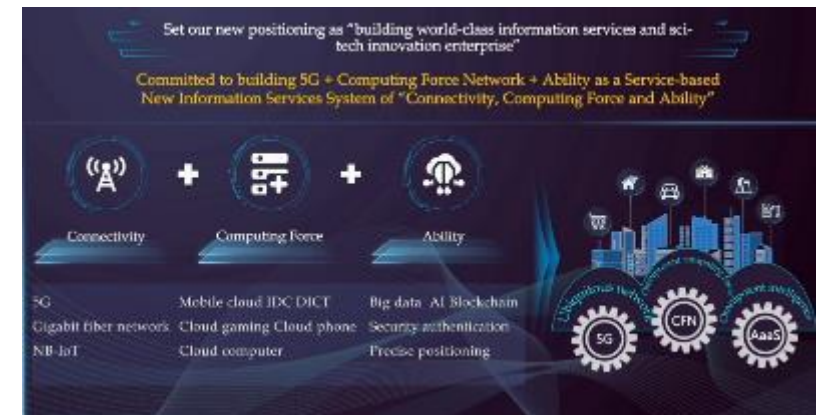 Set our new positioning as “building world-class information services and sci-
tech innovation enterprise”
Committed to building 5G + Computing Force Network + Ability as a Service-based
New Information Services System of “Connectivity, Computing Force and Ability”
Connectivity
Computing Force
Ability
5G
Gigabit fiber network
NB-IoT
Mobile cloud IDC DICT
Cloud gaming Cloud phone
Cloud computer
Big data AI Blockchain
Security authentication
Precise positioning
Ubiquitous network
5G
CFN
AaaS